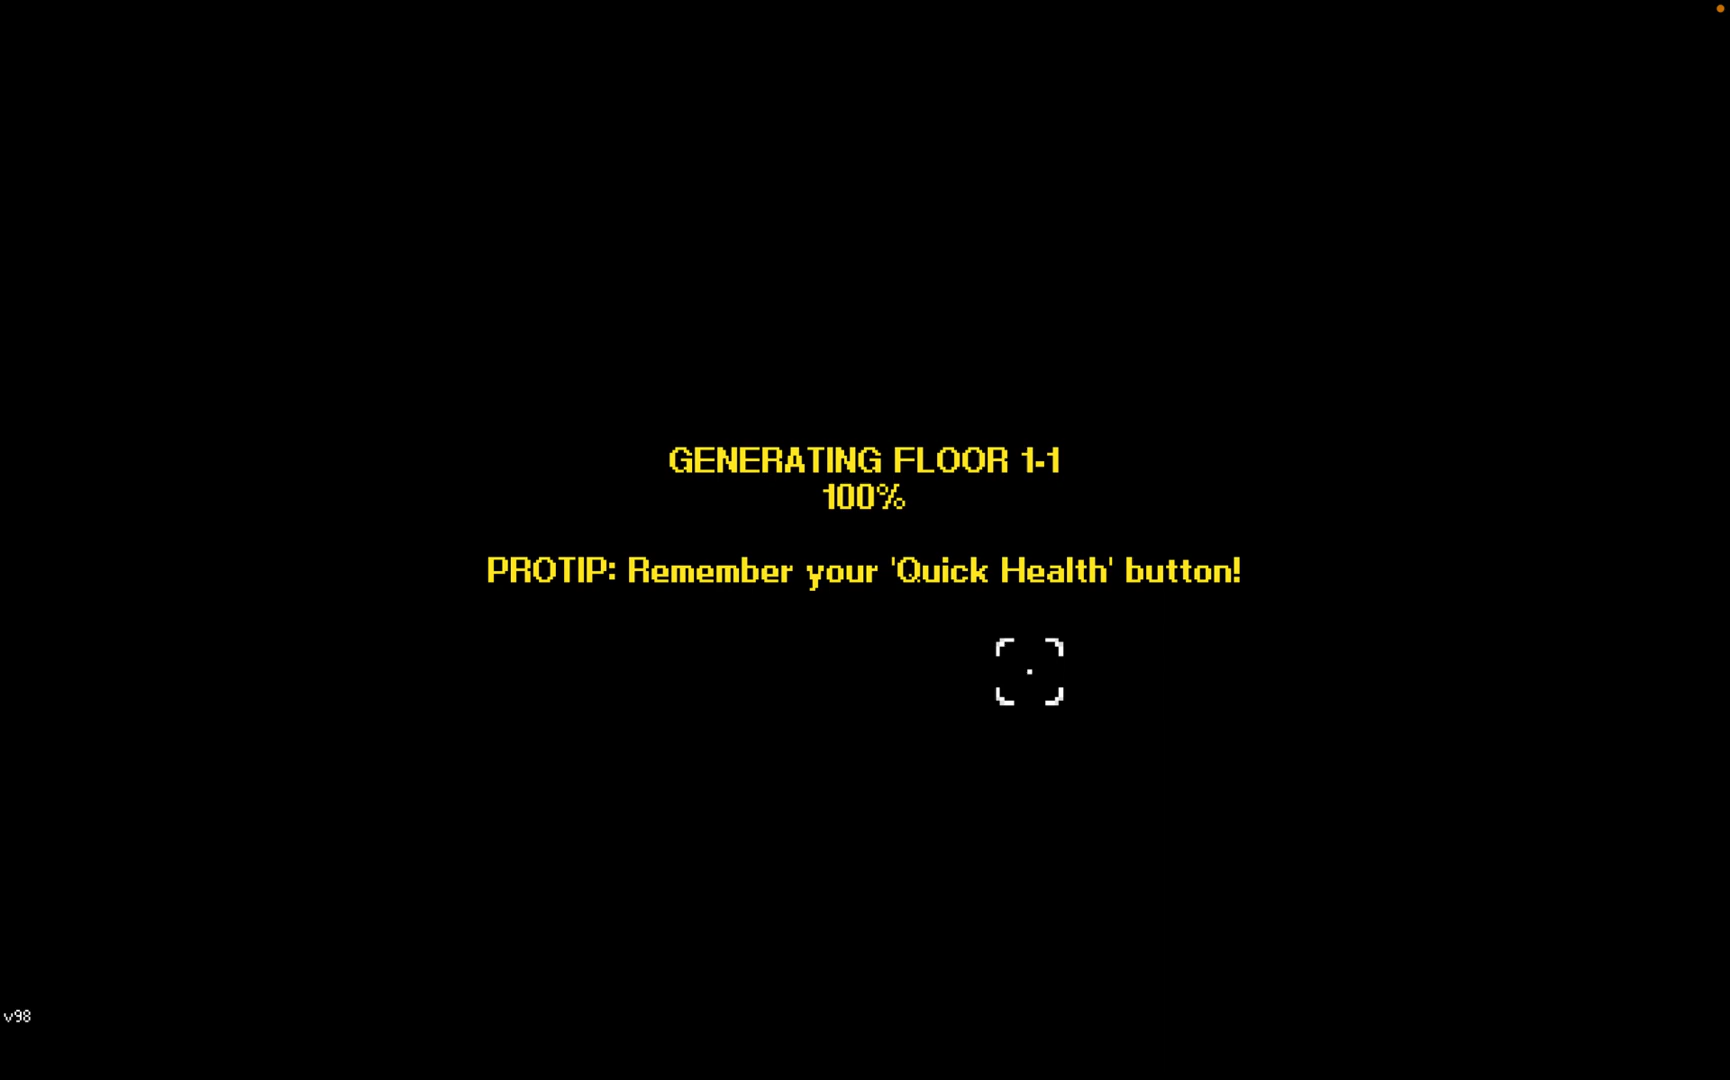 GENERATING FLOOR 1-1
100%
PROTIP: Remember your 'Quick Health' button!
v98